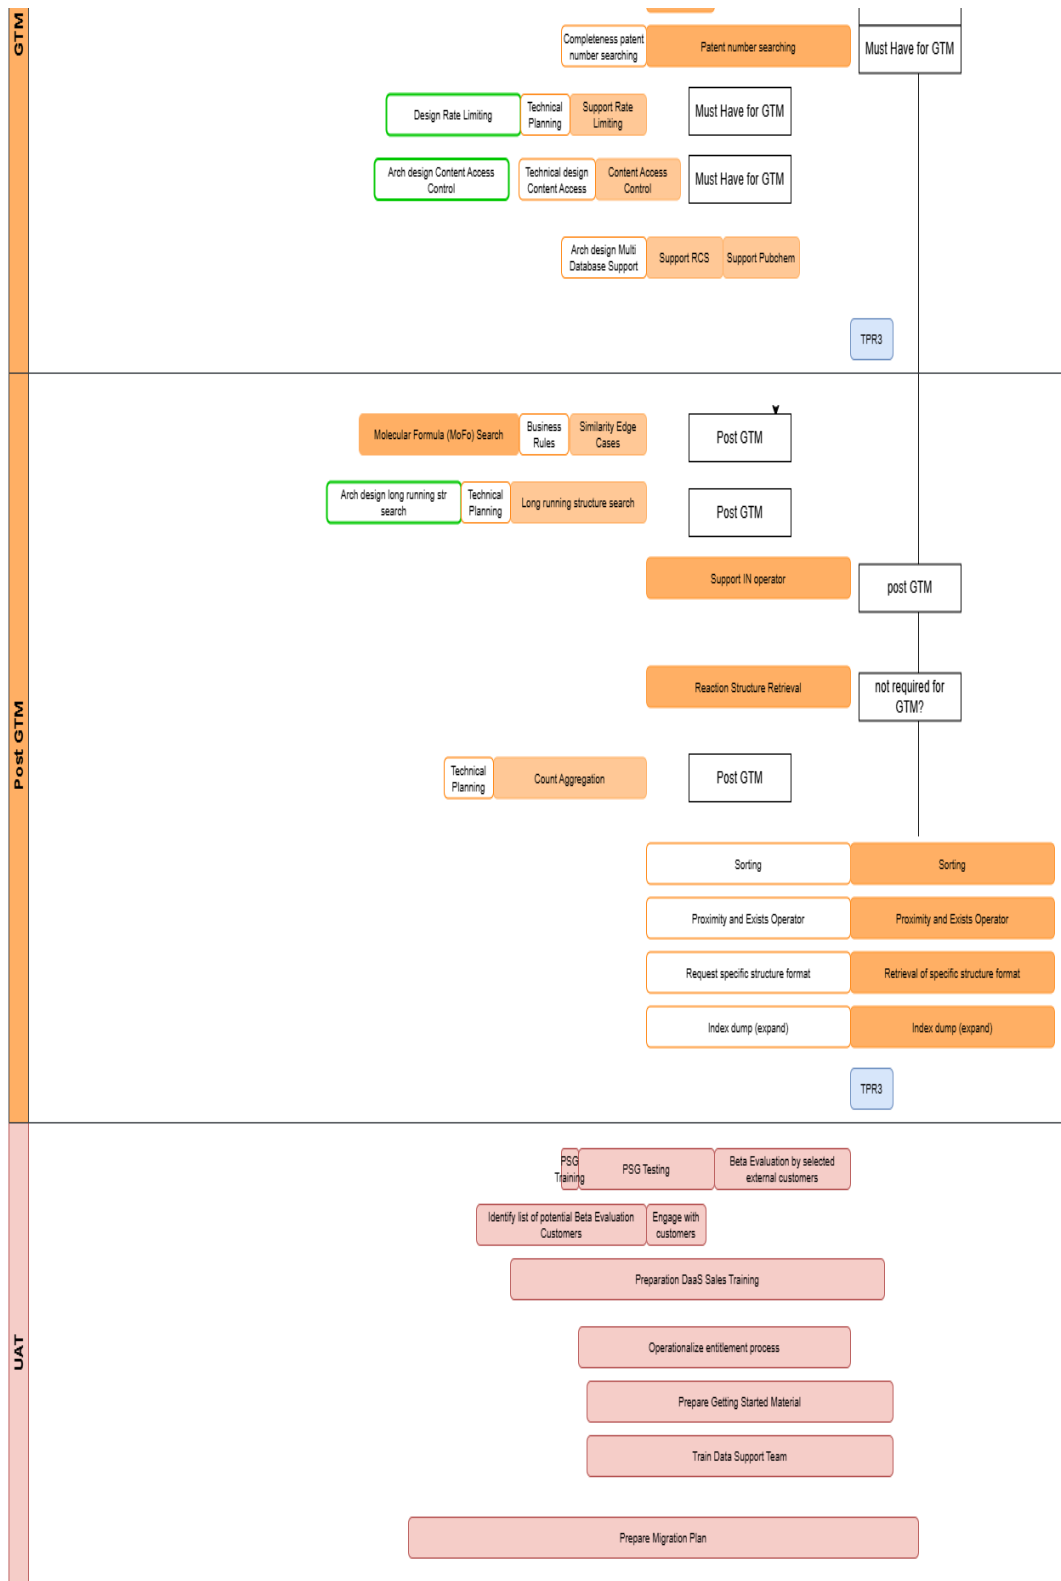 GTM
Completeness patent
number searching
Patent number searching
Must Have for GTM
Design Rate Limiting
Technical
Planning
Support Rate
Limiting
Must Have for GTM
Arch design Content Access
Control
Technical design
Content Access
Content Access
Control
Must Have for GTM
Arch design Multi
Database Support
Support RCS
Support Pubohem
TPR3
Post GTM
Molecular Formula (MoFo) Search
Business
Rules
Similarity Edge
Cases
Post GTM
Arch design long running str
search
Technical
Planning
Long running structure search
Post GTM
Support IN operator
post GTM
Reaction Structure Retrieval
not required for
GTM?
Technical
Planning
Count Aggregation
Post GTM
Sorting
Sorting
Proximity and Exists Operator
Proximity and Exists Operator
Request specific structure format
Retrieval of specific structure format
Index dump (expand)
Index dump (expand)
TPR3
UAT
PSG
Training
PSG Testing
Beta Evaluation by selected
external customers
Identify list of potential Beta Evaluation
Customers
Engage with
customers
Preparation DaaS Sales Training
Operationalize entitlement process
Prepare Getting Started Material
Train Data Support Team
Prepare Migration Plan